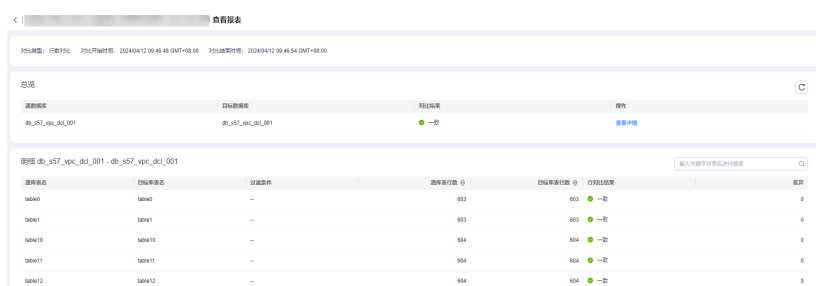 查看报表
对比类型： 行数对比 对比开始时间： 2024/04/12 09:46:48 GMT+08:00 对比结束时间： 2024/04/12 09:46:54 GMT+08:00
总览
源数据库 目标数据库 对比结果 操作
db_s57_vpc_dcl_001 db_s57_vpc_dcl_001 一致 查看详情
明细 db_s57_vpc_dcl_001 - db_s57_vpc_dcl_001
输入关键字对表名进行搜索
源库表名 目标库表名 过滤条件 源库表行数 目标库表行数 行对比结果 差异
table0 table0 -- 603 603 一致 0
table1 table1 -- 603 603 一致 0
table10 table10 -- 604 604 一致 0
table11 table11 -- 604 604 一致 0
table12 table12 -- 604 604 一致 0